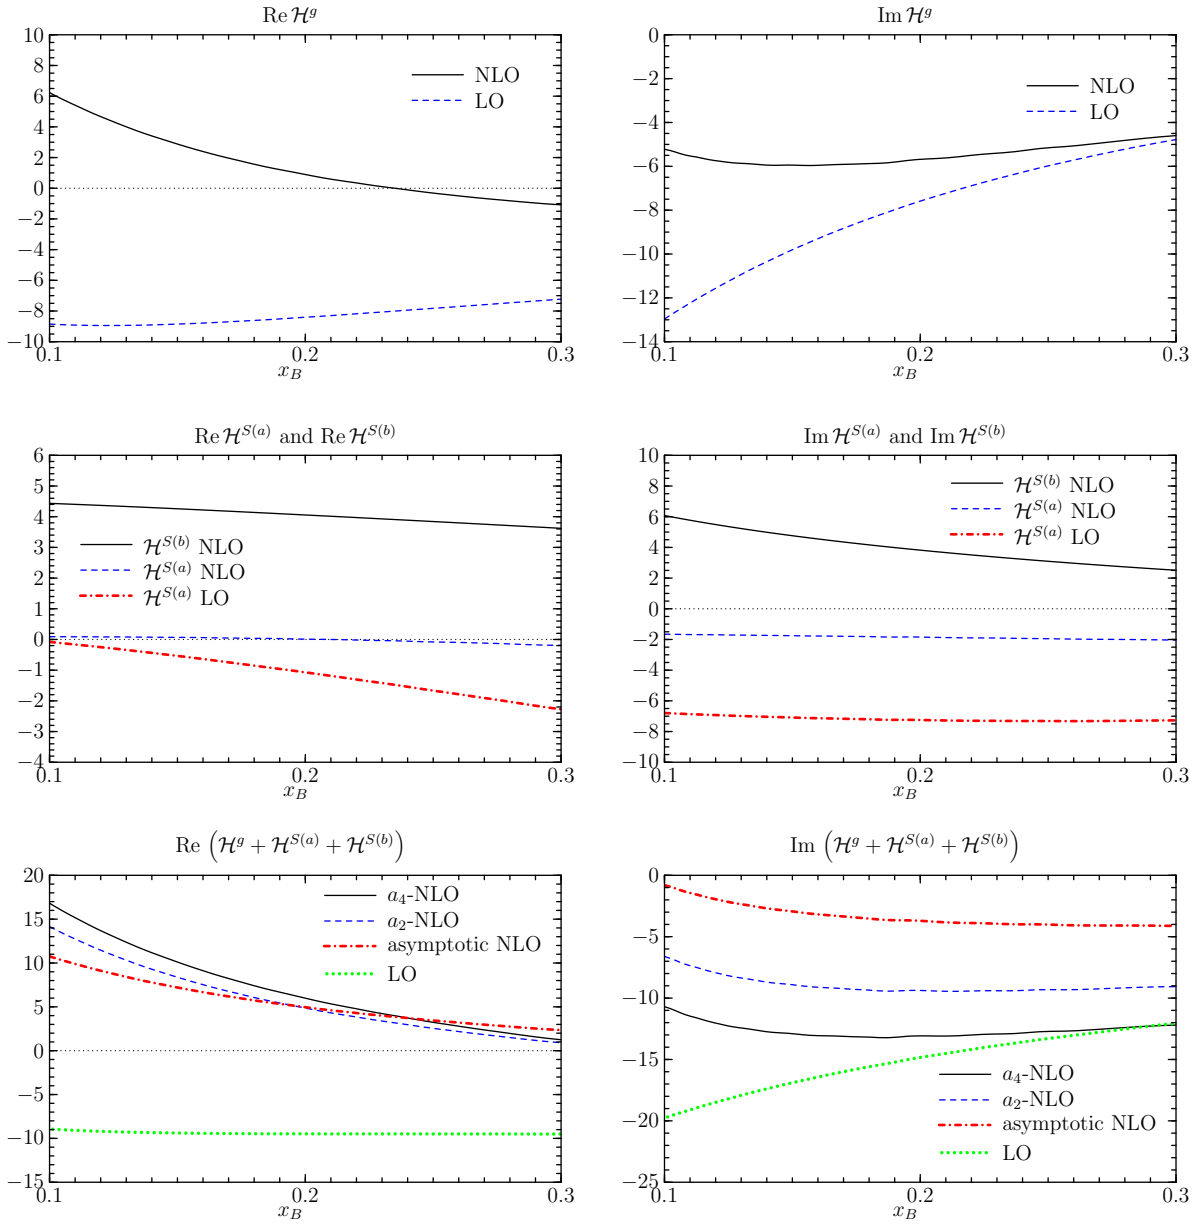 Re ℋ^g
10
8
6
4
2
0
−2
−4
−6
−8
−10
NLO
LO
0.1 0.2 0.3
x_B
Im ℋ^g
0
−2
−4
−6
−8
−10
−12
−14
NLO
LO
0.1 0.2 0.3
x_B
Re ℋ^{S(a)} and Re ℋ^{S(b)}
6
5
4
3
2
1
0
−1
−2
−3
−4
ℋ^{S(b)} NLO
ℋ^{S(a)} NLO
ℋ^{S(a)} LO
0.1 0.2 0.3
x_B
Im ℋ^{S(a)} and Im ℋ^{S(b)}
10
8
6
4
2
0
−2
−4
−6
−8
−10
ℋ^{S(b)} NLO
ℋ^{S(a)} NLO
ℋ^{S(a)} LO
0.1 0.2 0.3
x_B
Re (ℋ^g + ℋ^{S(a)} + ℋ^{S(b)})
20
15
10
5
0
−5
−10
−15
a_4-NLO
a_2-NLO
asymptotic NLO
LO
0.1 0.2 0.3
x_B
Im (ℋ^g + ℋ^{S(a)} + ℋ^{S(b)})
0
−5
−10
−15
−20
−25
a_4-NLO
a_2-NLO
asymptotic NLO
LO
0.1 0.2 0.3
x_B